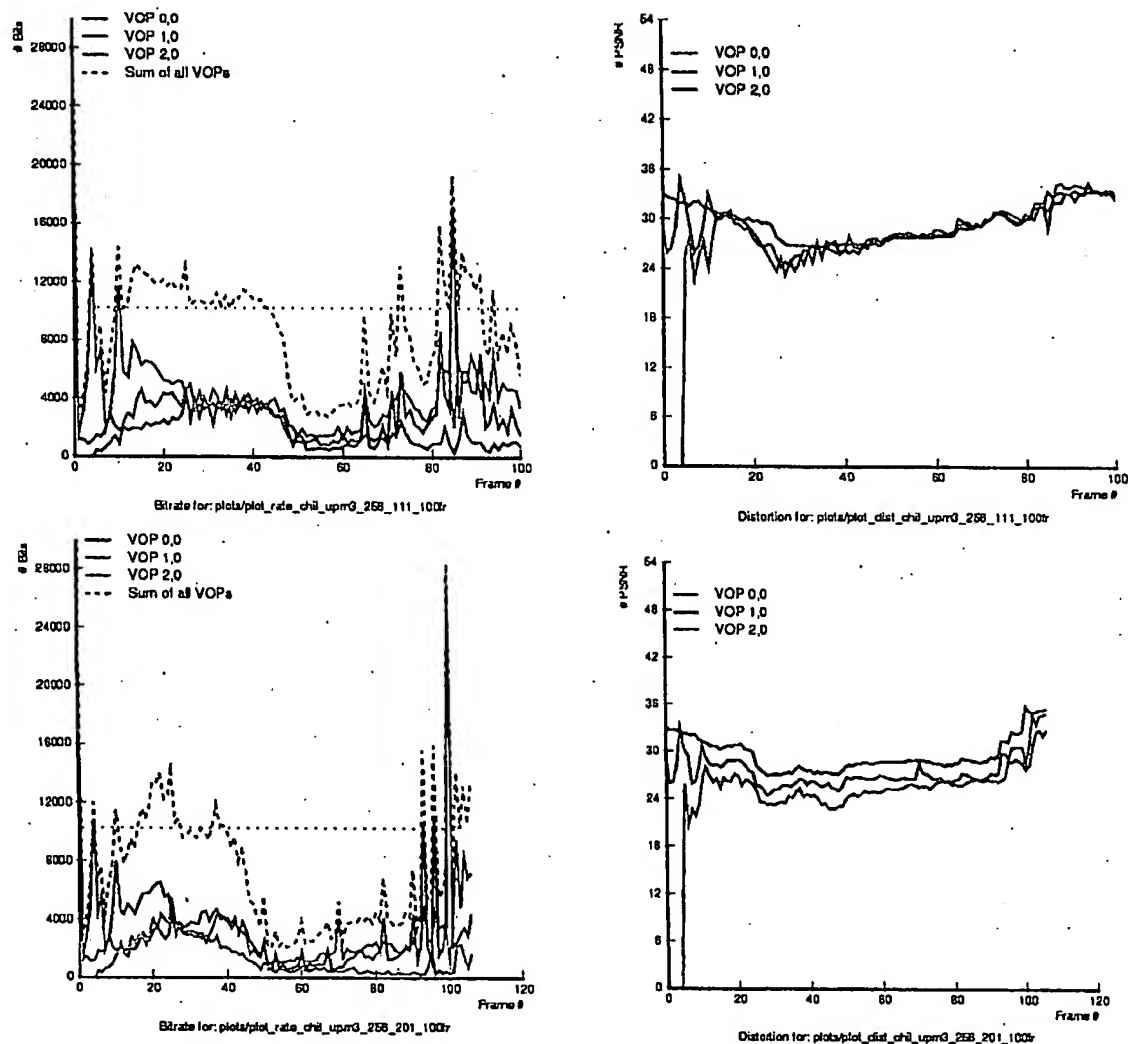 # Bits
VOP 0,0
VOP 1,0
VOP 2,0
Sum of all VOPs
28000
24000
20000
16000
12000
8000
4000
0
0 20 40 60 80 100
Frame #
Bitrate for: plots/plot_rate_chil_upm3_256_111_100fr
# PSNR
54
48
42
36
30
24
18
12
6
0
VOP 0,0
VOP 1,0
VOP 2,0
0 20 40 60 80 100
Frame #
Distortion for: plots/plot_dist_chil_upm3_256_111_100fr
# Bits
VOP 0,0
VOP 1,0
VOP 2,0
Sum of all VOPs
28000
24000
20000
16000
12000
8000
4000
0
0 20 40 60 80 100 120
Frame #
Bitrate for: plots/plot_rate_chil_upm3_256_201_100fr
# PSNR
54
48
42
36
30
24
18
12
6
0
VOP 0,0
VOP 1,0
VOP 2,0
0 20 40 60 80 100 120
Frame #
Distortion for: plots/plot_dist_chil_upm3_256_201_100fr